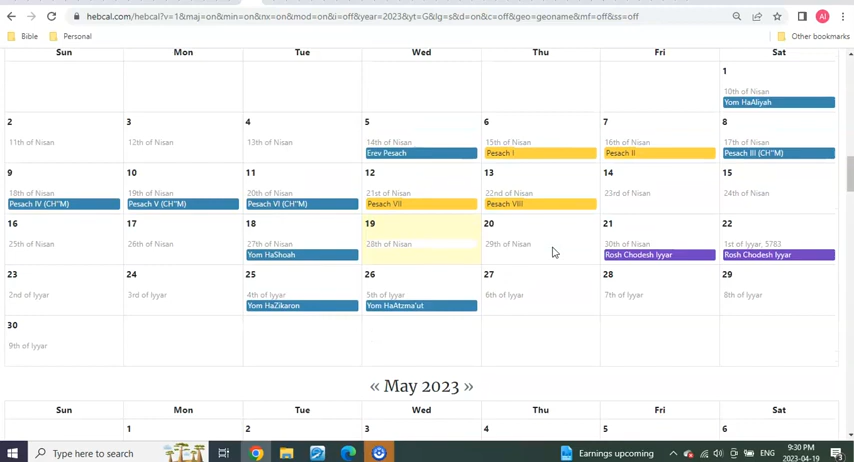 hebcal.com/hebcal?v=1&maj=on&min=on&nx=on&mod=on&i=off&year=2023&yt=G&lg=s&d=on&c=off&geo=geoname&mf=off&ss=off
AI
Bible Personal Other bookmarks
Sun Mon Tue Wed Thu Fri Sat
1
10th of Nisan
Yom HaAliyah
2 3 4 5 6 7 8
11th of Nisan 12th of Nisan 13th of Nisan 14th of Nisan 15th of Nisan 16th of Nisan 17th of Nisan
Erev Pesach Pesach I Pesach II Pesach III (CH''M)
9 10 11 12 13 14 15
18th of Nisan 19th of Nisan 20th of Nisan 21st of Nisan 22nd of Nisan 23rd of Nisan 24th of Nisan
Pesach IV (CH''M) Pesach V (CH''M) Pesach VI (CH''M) Pesach VII Pesach VIII
16 17 18 19 20 21 22
25th of Nisan 26th of Nisan 27th of Nisan 28th of Nisan 29th of Nisan 30th of Nisan 1st of Iyyar, 5783
Yom HaShoah Rosh Chodesh Iyyar Rosh Chodesh Iyyar
23 24 25 26 27 28 29
2nd of Iyyar 3rd of Iyyar 4th of Iyyar 5th of Iyyar 6th of Iyyar 7th of Iyyar 8th of Iyyar
Yom HaZikaron Yom HaAtzma'ut
30
9th of Iyyar
« May 2023 »
Sun Mon Tue Wed Thu Fri Sat
1 2 3 4 5 6
Type here to search Earnings upcoming ENG 9:30 PM
2023-04-19